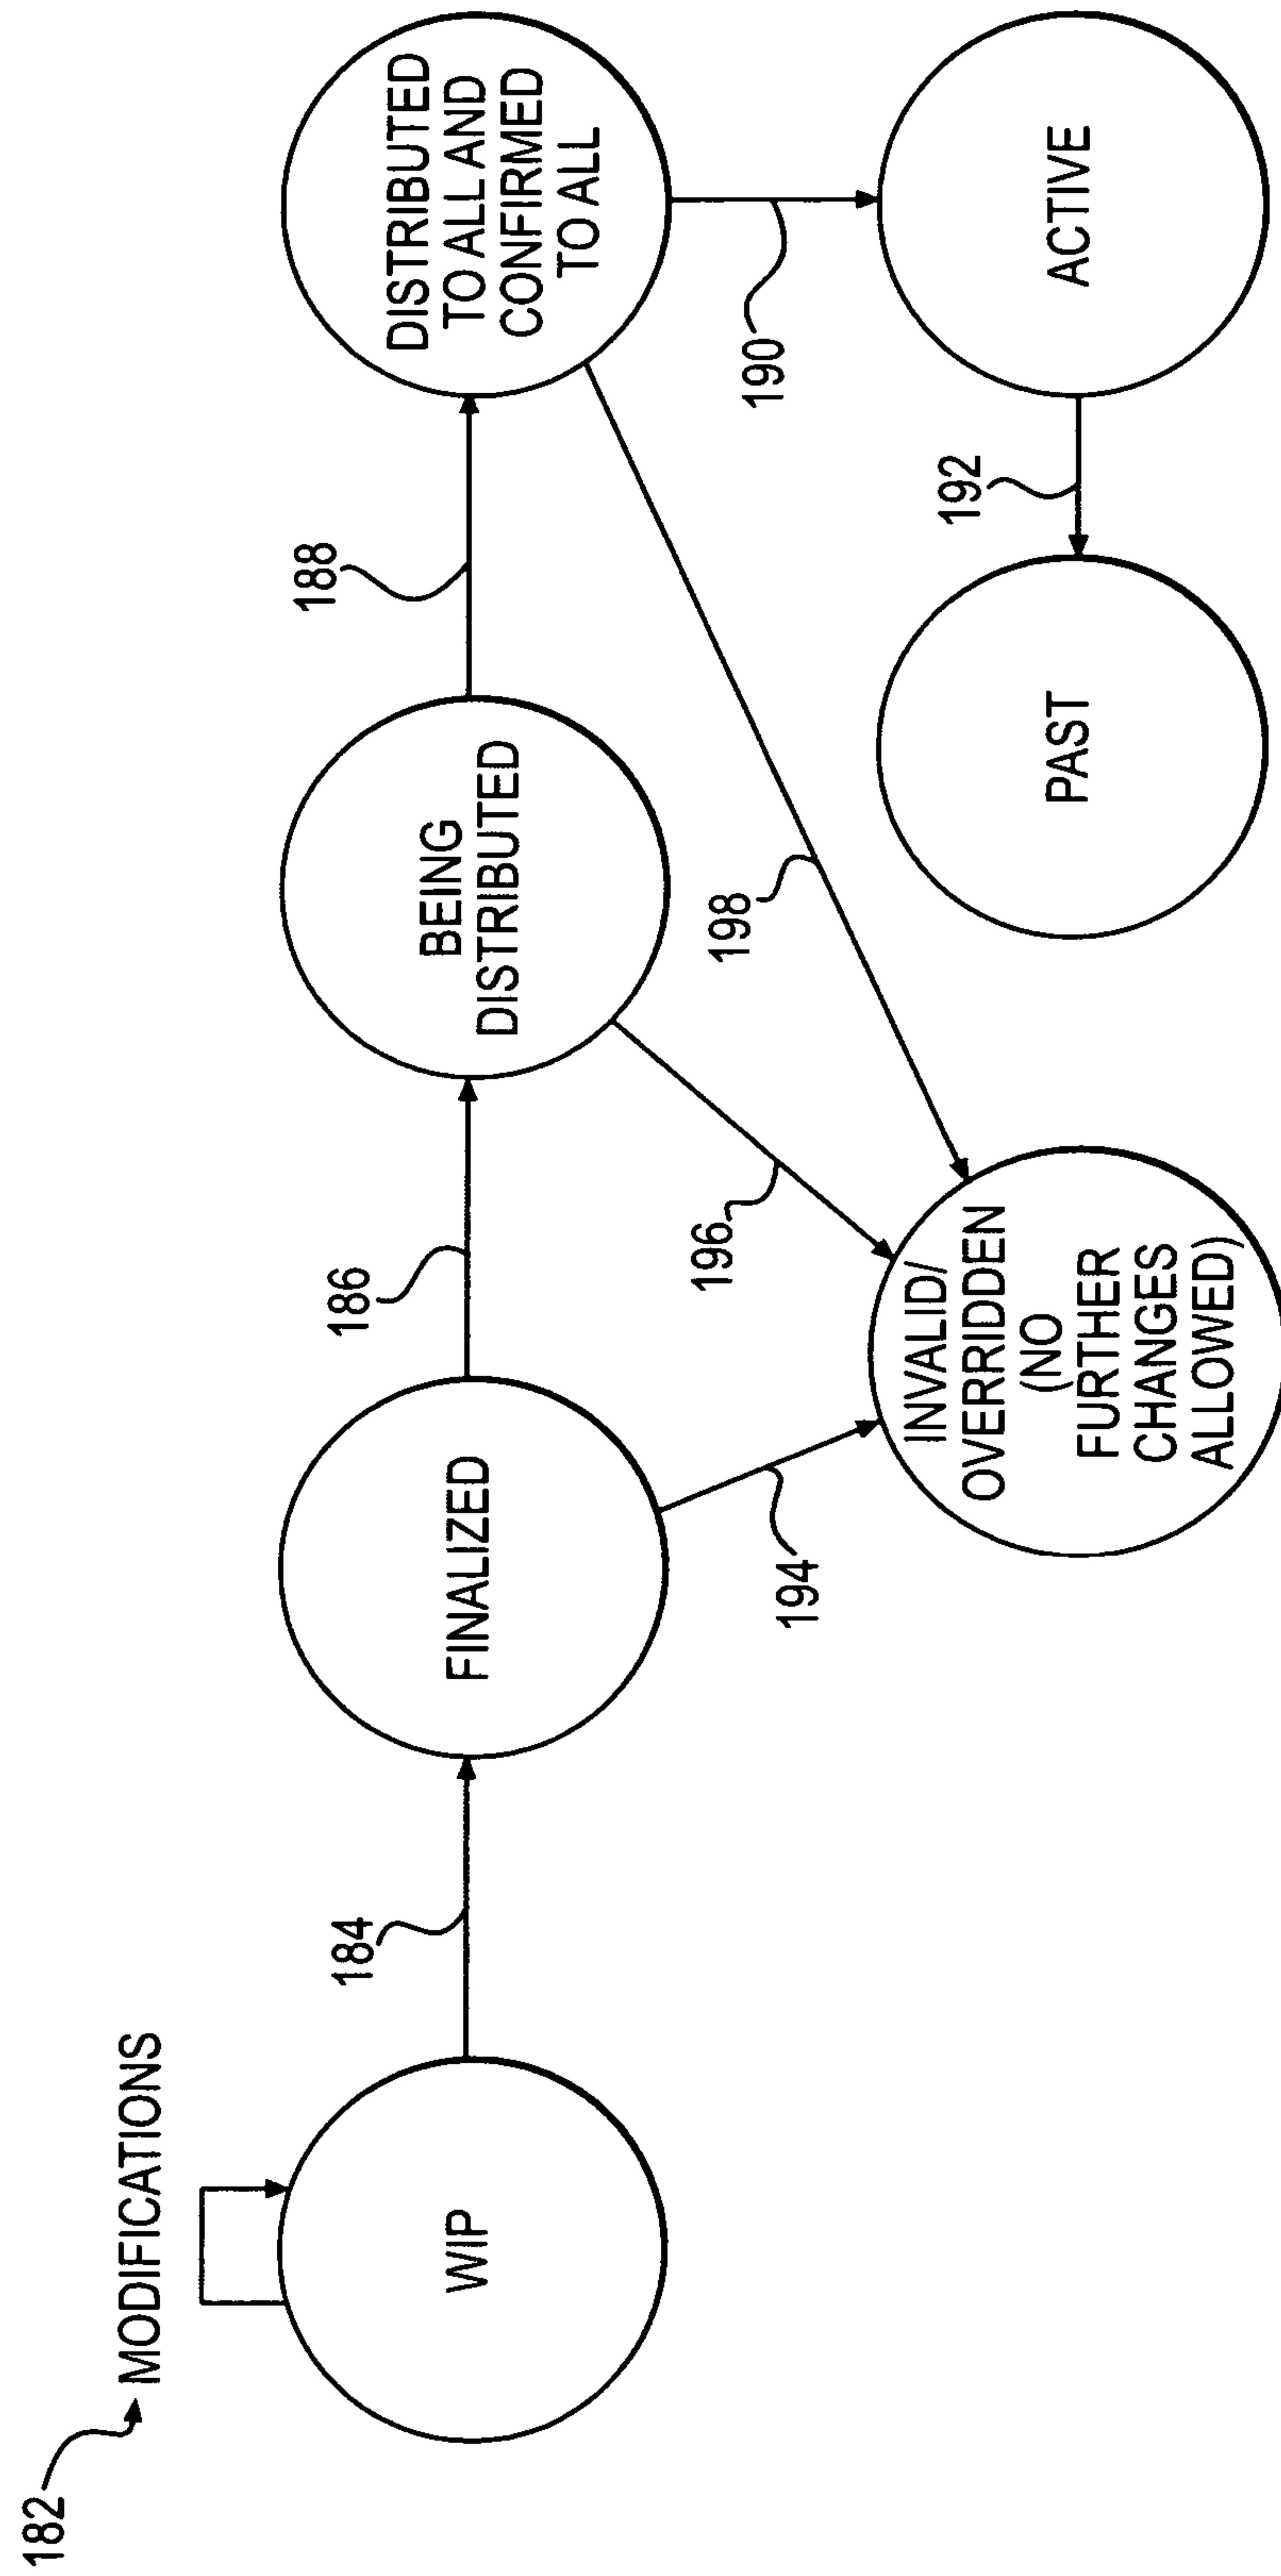 182
MODIFICATIONS
WIP
184
FINALIZED
186
BEING
DISTRIBUTED
188
DISTRIBUTED
TO ALL AND
CONFIRMED
TO ALL
194
196
198
190
INVALID/
OVERRIDDEN
(NO
FURTHER
CHANGES
ALLOWED)
PAST
192
ACTIVE